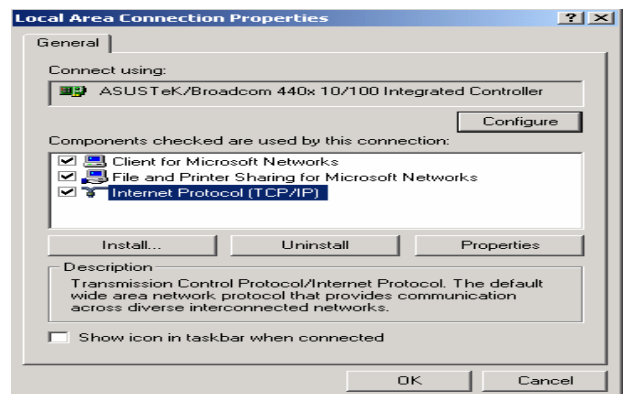 Local Area Connection Properties
General
Connect using:
ASUSTeK/Broadcom 440x 10/100 Integrated Controller
Configure
Components checked are used by this connection:
Client for Microsoft Networks
File and Printer Sharing for Microsoft Networks
Internet Protocol (TCP/IP)
Install... Uninstall Properties
Description
Transmission Control Protocol/Internet Protocol. The default
wide area network protocol that provides communication
across diverse interconnected networks.
Show icon in taskbar when connected
OK Cancel